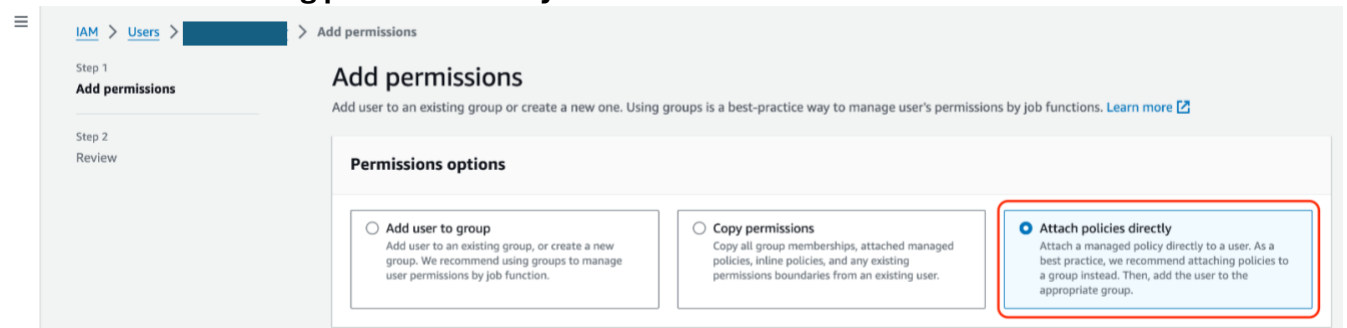 IAM > Users > > Add permissions
Step 1
Add permissions
Step 2
Review
Add permissions
Add user to an existing group or create a new one. Using groups is a best-practice way to manage user's permissions by job functions. Learn more
Permissions options
Add user to group
Add user to an existing group, or create a new
group. We recommend using groups to manage
user permissions by job function.
Copy permissions
Copy all group memberships, attached managed
policies, inline policies, and any existing
permissions boundaries from an existing user.
Attach policies directly
Attach a managed policy directly to a user. As a
best practice, we recommend attaching policies to
a group instead. Then, add the user to the
appropriate group.